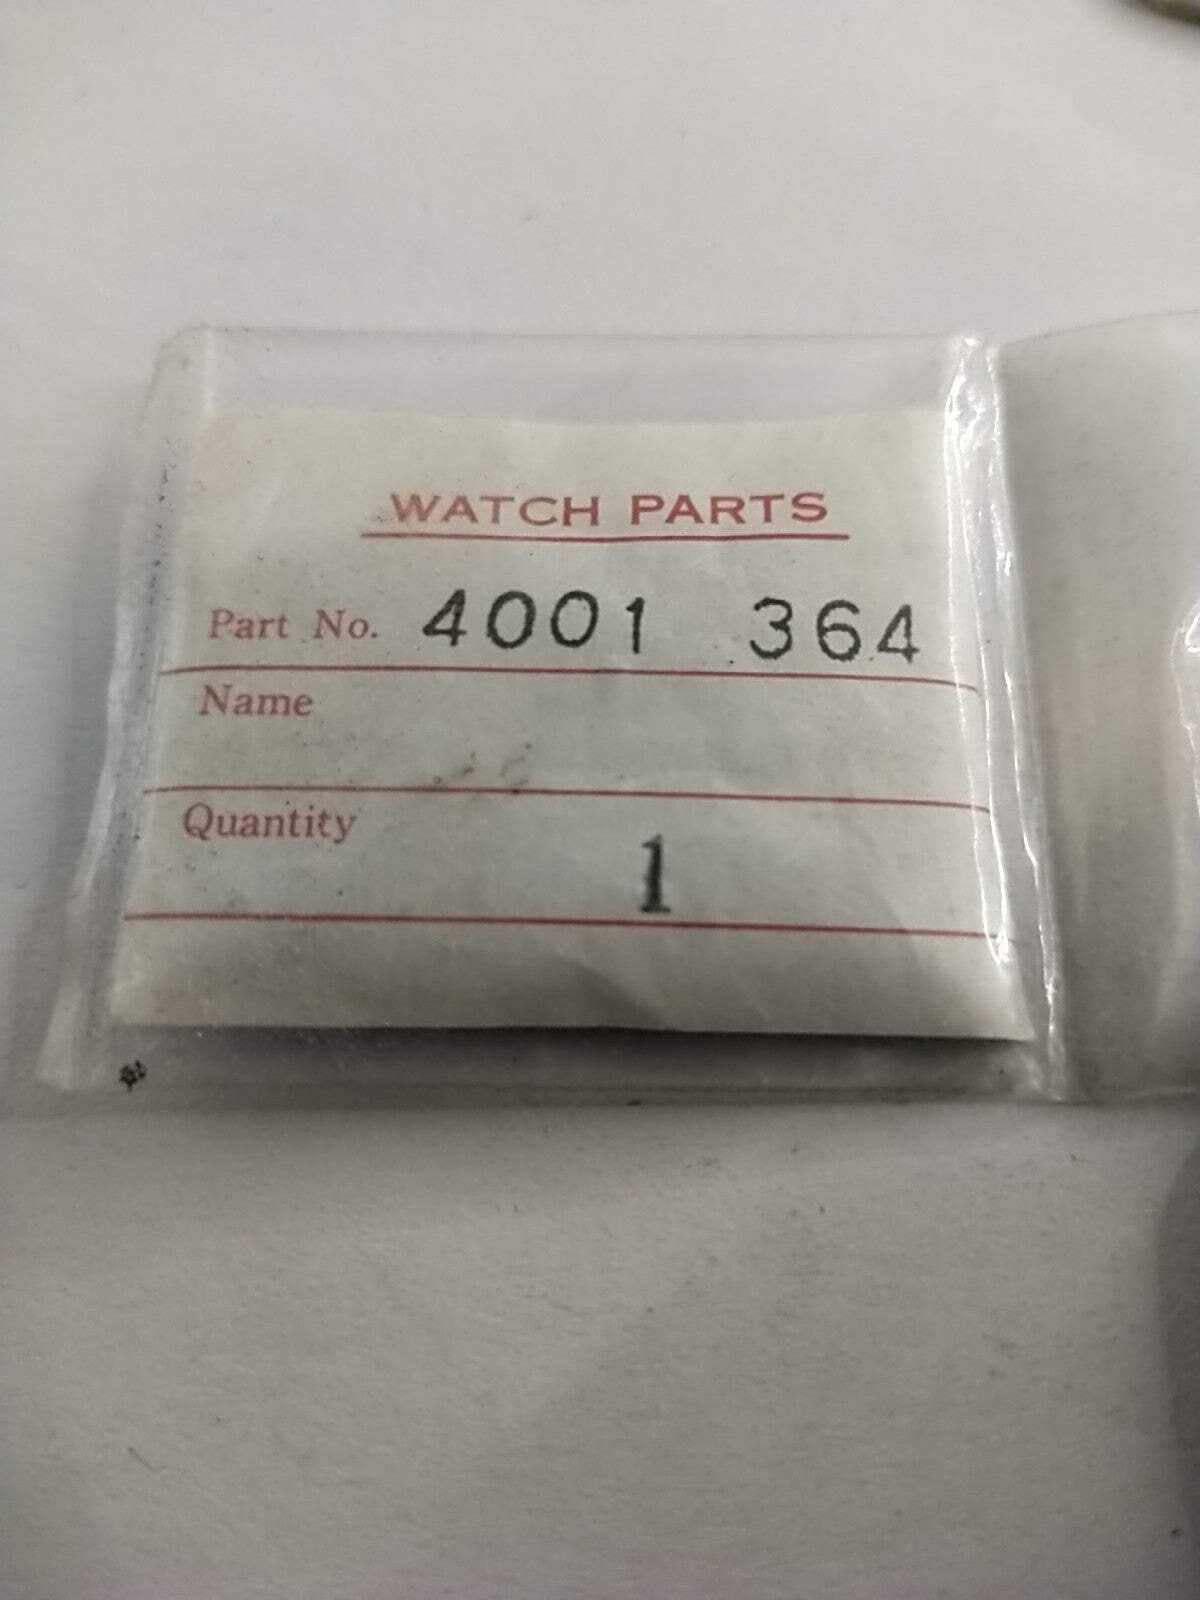 WATCH PARTS
Part No. 4001 364
Name
Quantity 1